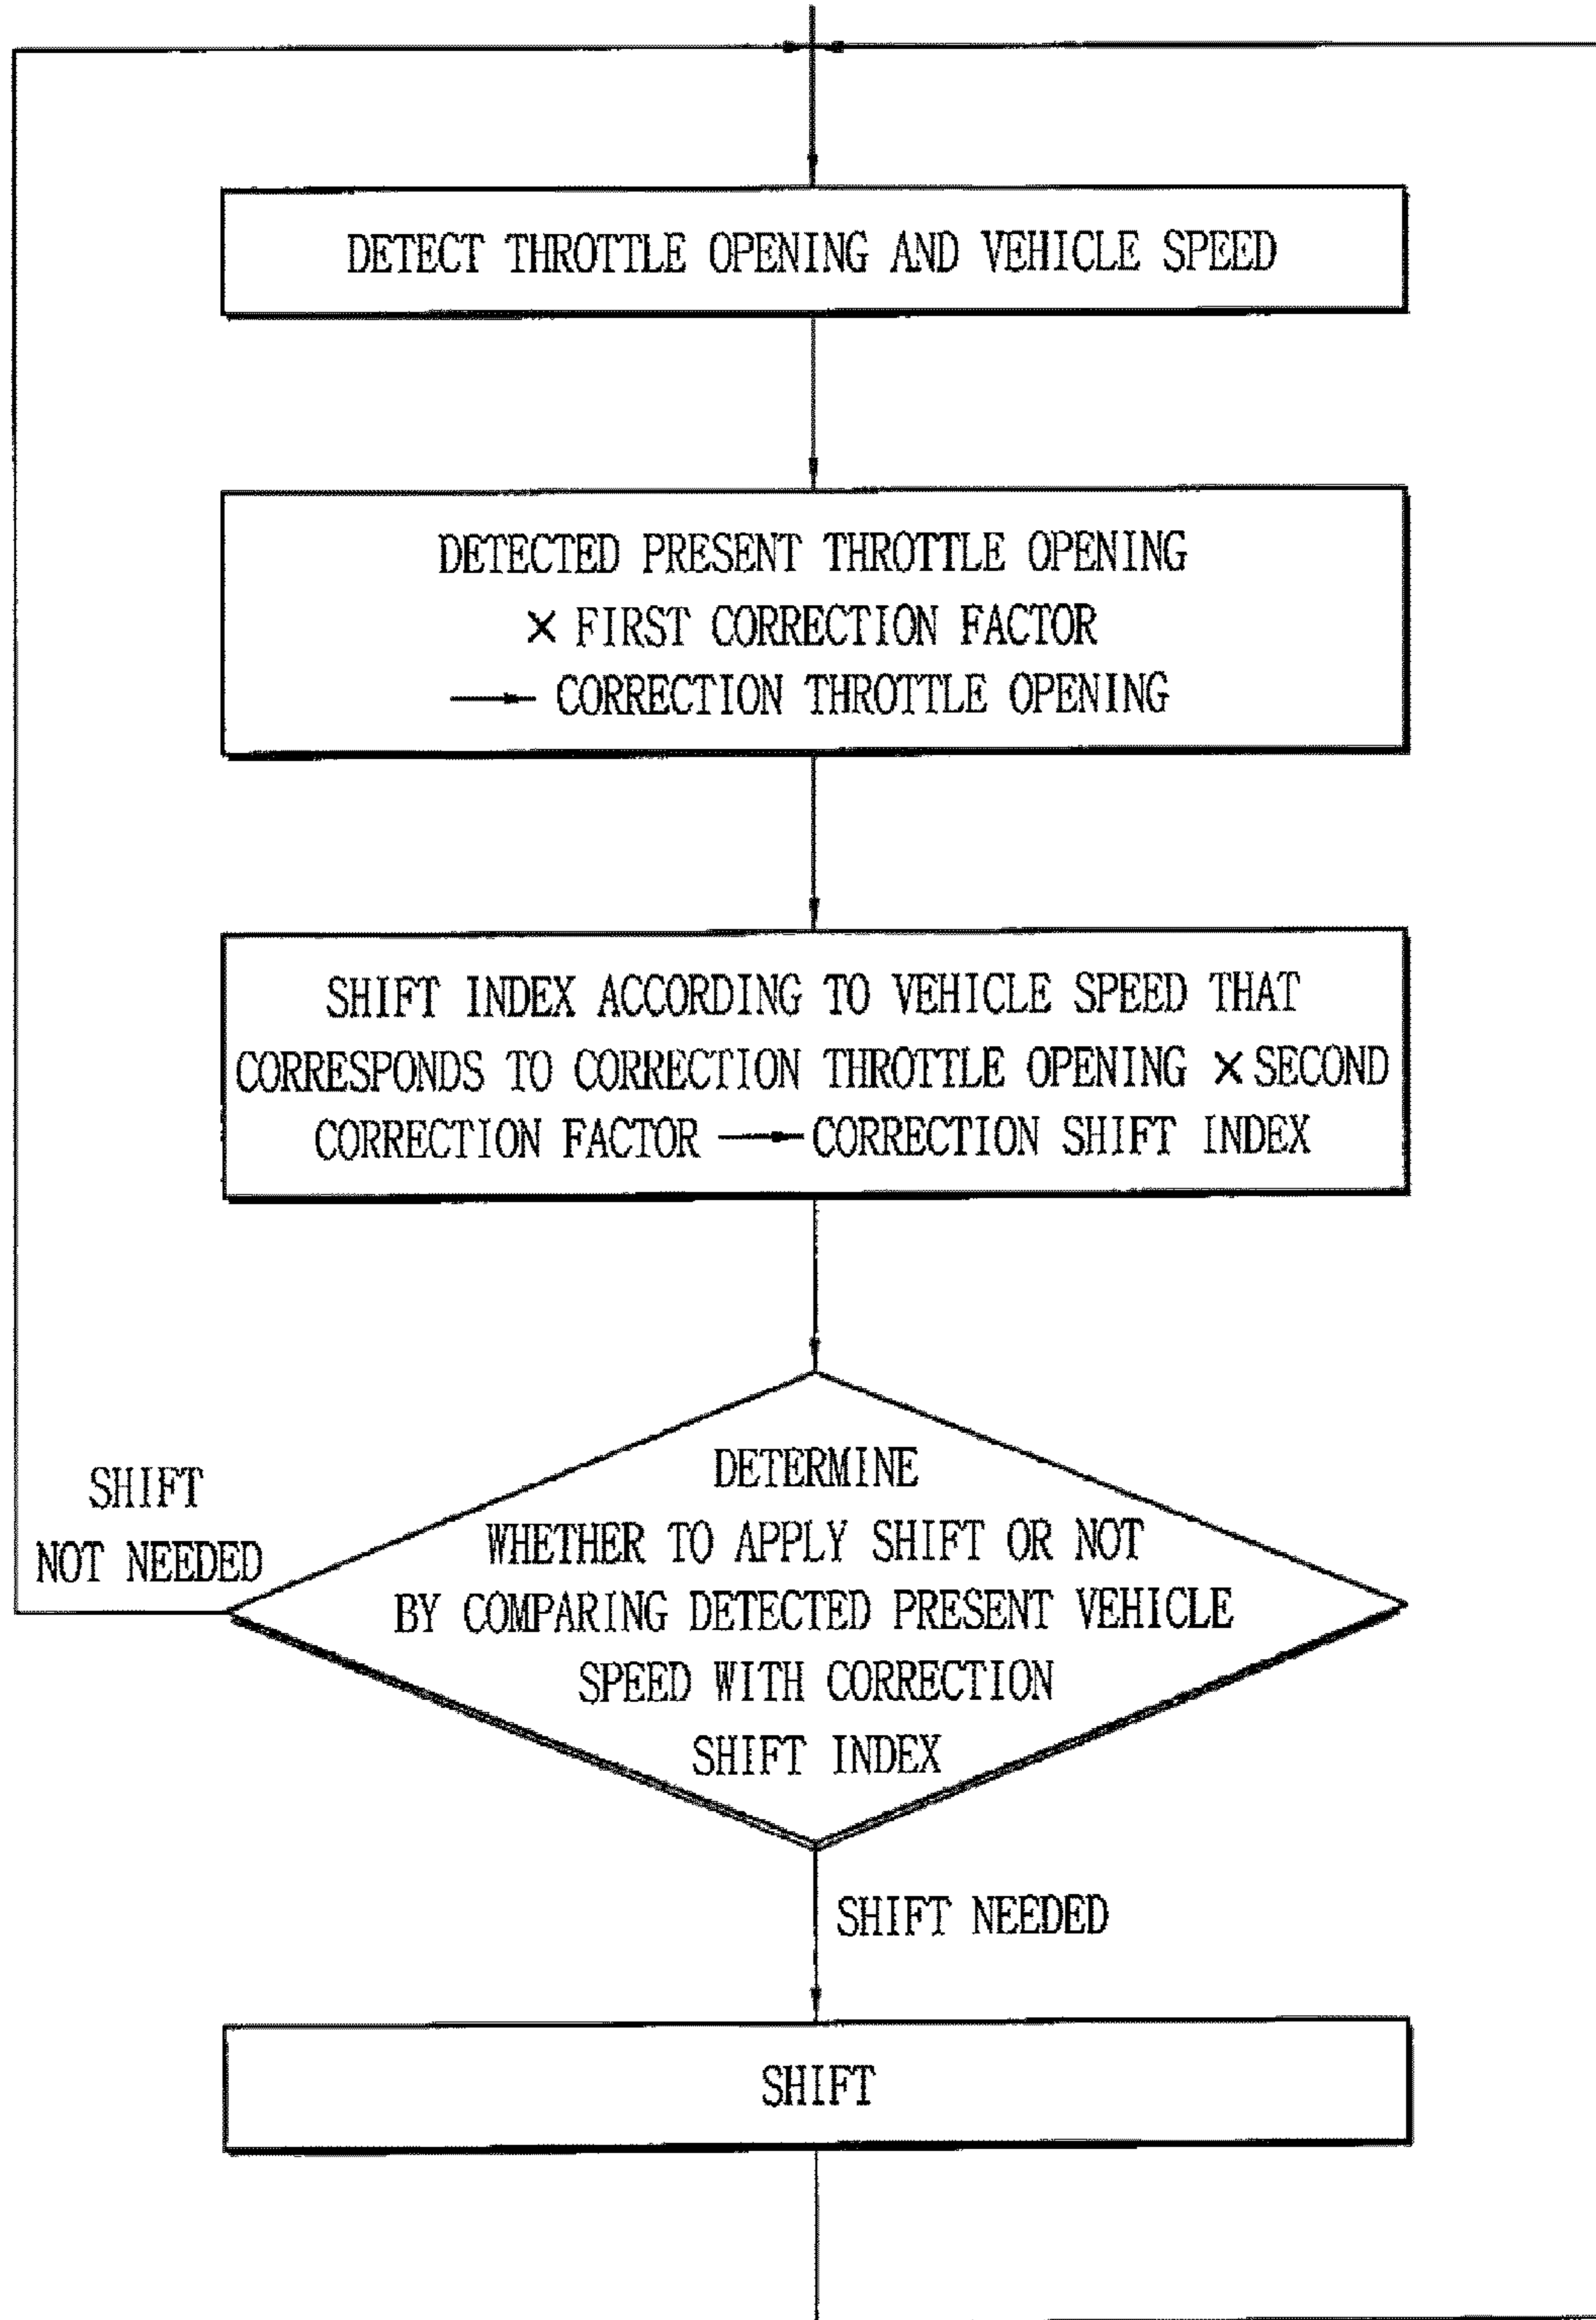 DETECT THROTTLE OPENING AND VEHICLE SPEED
DETECTED PRESENT THROTTLE OPENING
× FIRST CORRECTION FACTOR
→ CORRECTION THROTTLE OPENING
SHIFT INDEX ACCORDING TO VEHICLE SPEED THAT
CORRESPONDS TO CORRECTION THROTTLE OPENING × SECOND
CORRECTION FACTOR → CORRECTION SHIFT INDEX
DETERMINE
WHETHER TO APPLY SHIFT OR NOT
BY COMPARING DETECTED PRESENT VEHICLE
SPEED WITH CORRECTION
SHIFT INDEX
SHIFT
NOT NEEDED
SHIFT NEEDED
SHIFT